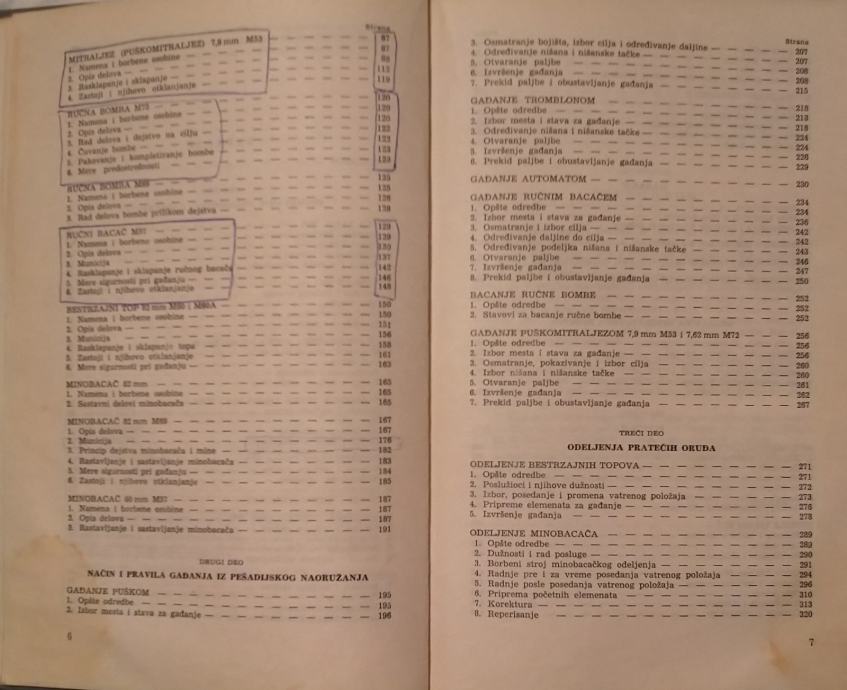 Strana
MITRALJEZ (PUŠKOMITRALJEZ) 7,9 mm M53 — 87
1. Namena i borbene osobine — — — — 87
2. Opis delova — — — — 88
3. Rasklapanje i sklapanje — — — — 112
4. Zastoji i njihovo otklanjanje — — — — 119
RUČNA BOMBA M75 — — — — 120
1. Namena i borbene osobine — — — — 120
2. Opis delova — — — — 120
3. Rad delova i dejstvo na cilju — — — — 122
4. Čuvanje bombe — — — — 123
5. Pakovanje i kompletiranje bombe — — — — 123
6. Mere predostrožnosti — — — — 123
RUČNA BOMBA — — — — 125
1. Namena i borbene osobine — — — — 125
2. Opis delova — — — — 128
3. Rad delova bombe prilikom dejstva — — — — 128
RUČNI BACAČ M57 — — — — 129
1. Namena i borbene osobine — — — — 129
2. Opis delova — — — — 130
3. Municija — — — — 137
4. Rasklapanje i sklapanje ručnog bacača — — — — 142
5. Mere sigurnosti pri gađanju — — — — 146
6. Zastoji i njihovo otklanjanje — — — — 148
BESTRZAJNI TOP 82 mm M60 i M60A — — — — 150
1. Namena i borbene osobine — — — — 150
2. Opis delova — — — — 151
3. Municija — — — — 156
4. Rasklapanje i sklapanje topa — — — — 158
5. Zastoji i njihovo otklanjanje — — — — 161
6. Mere sigurnosti pri gađanju — — — — 163
MINOBACAČ 82 mm — — — — 165
1. Namena i borbene osobine — — — — 165
2. Sastavni delovi minobacača — — — — 165
MINOBACAČ 82 mm M69 — — — — 167
1. Opis delova — — — — 167
2. Municija — — — — 176
3. Princip dejstva minobacača i mine — — — — 182
4. Rastavljanje i sastavljanje minobacača — — — — 183
5. Mere sigurnosti pri gađanju — — — — 184
6. Zastoji i njihovo otklanjanje — — — — 185
MINOBACAČ 60 mm M57 — — — — 187
1. Namena i borbene osobine — — — — 187
2. Opis delova — — — — 187
3. Rastavljanje i sastavljanje minobacača — — — — 191
DRUGI DEO
NAČIN I PRAVILA GAĐANJA IZ PEŠADIJSKOG NAORUŽANJA
GAĐANJE PUŠKOM — — — — 195
1. Opšte odredbe — — — — 195
2. Izbor mesta i stava za gađanje — — — — 196
6
Strana
3. Osmatranje bojišta, izbor cilja i određivanje daljine — — 207
4. Određivanje nišana i nišanske tačke — — — — 207
5. Otvaranje paljbe — — — — 208
6. Izvršenje gađanja — — — — 208
7. Prekid paljbe i obustavljanje gađanja — — — — 215
GAĐANJE TROMBLONOM — — — — 218
1. Opšte odredbe — — — — 218
2. Izbor mesta i stava za gađanje — — — — 218
3. Određivanje nišana i nišanske tačke — — — — 224
4. Otvaranje paljbe — — — — 224
5. Izvršenje gađanja — — — — 226
6. Prekid paljbe i obustavljanje gađanja — — — — 229
GAĐANJE AUTOMATOM — — — — 230
GAĐANJE RUČNIM BACAČEM — — — — 234
1. Opšte odredbe — — — — 234
2. Izbor mesta i stava za gađanje — — — — 236
3. Osmatranje i izbor cilja — — — — 242
4. Određivanje daljine do cilja — — — — 242
5. Određivanje podeljka nišana i nišanske tačke — — — — 243
6. Otvaranje paljbe — — — — 246
7. Izvršenje gađanja — — — — 247
8. Prekid paljbe i obustavljanje gađanja — — — — 250
BACANJE RUČNE BOMBE — — — — 252
1. Opšte odredbe — — — — 252
2. Stavovi za bacanje ručne bombe — — — — 252
GAĐANJE PUŠKOMITRALJEZOM 7,9 mm M53 i 7,62 mm M72 — — 256
1. Opšte odredbe — — — — 256
2. Izbor mesta i stava za gađanje — — — — 256
3. Osmatranje, pokazivanje i izbor cilja — — — — 260
4. Izbor nišana i nišanske tačke — — — — 260
5. Otvaranje paljbe — — — — 261
6. Izvršenje gađanja — — — — 262
7. Prekid paljbe i obustavljanje gađanja — — — — 267
TREĆI DEO
ODELJENJA PRATEĆIH ORUĐA
ODELJENJE BESTRZAJNIH TOPOVA — — — — 271
1. Opšte odredbe — — — — 271
2. Poslužioci i njihove dužnosti — — — — 272
3. Izbor, posedanje i promena vatrenog položaja — — — — 273
4. Pripreme elemenata za gađanje — — — — 276
5. Izvršenje gađanja — — — — 278
ODELJENJE MINOBACAČA — — — — 289
1. Opšte odredbe — — — — 289
2. Dužnosti i rad posluge — — — — 290
3. Borbeni stroj minobacačkog odeljenja — — — — 291
4. Radnje pre i za vreme posedanja vatrenog položaja — — — — 294
5. Radnje posle posedanja vatrenog položaja — — — — 296
6. Priprema početnih elemenata — — — — 310
7. Korektura — — — — 313
8. Reperisanje — — — — 320
7